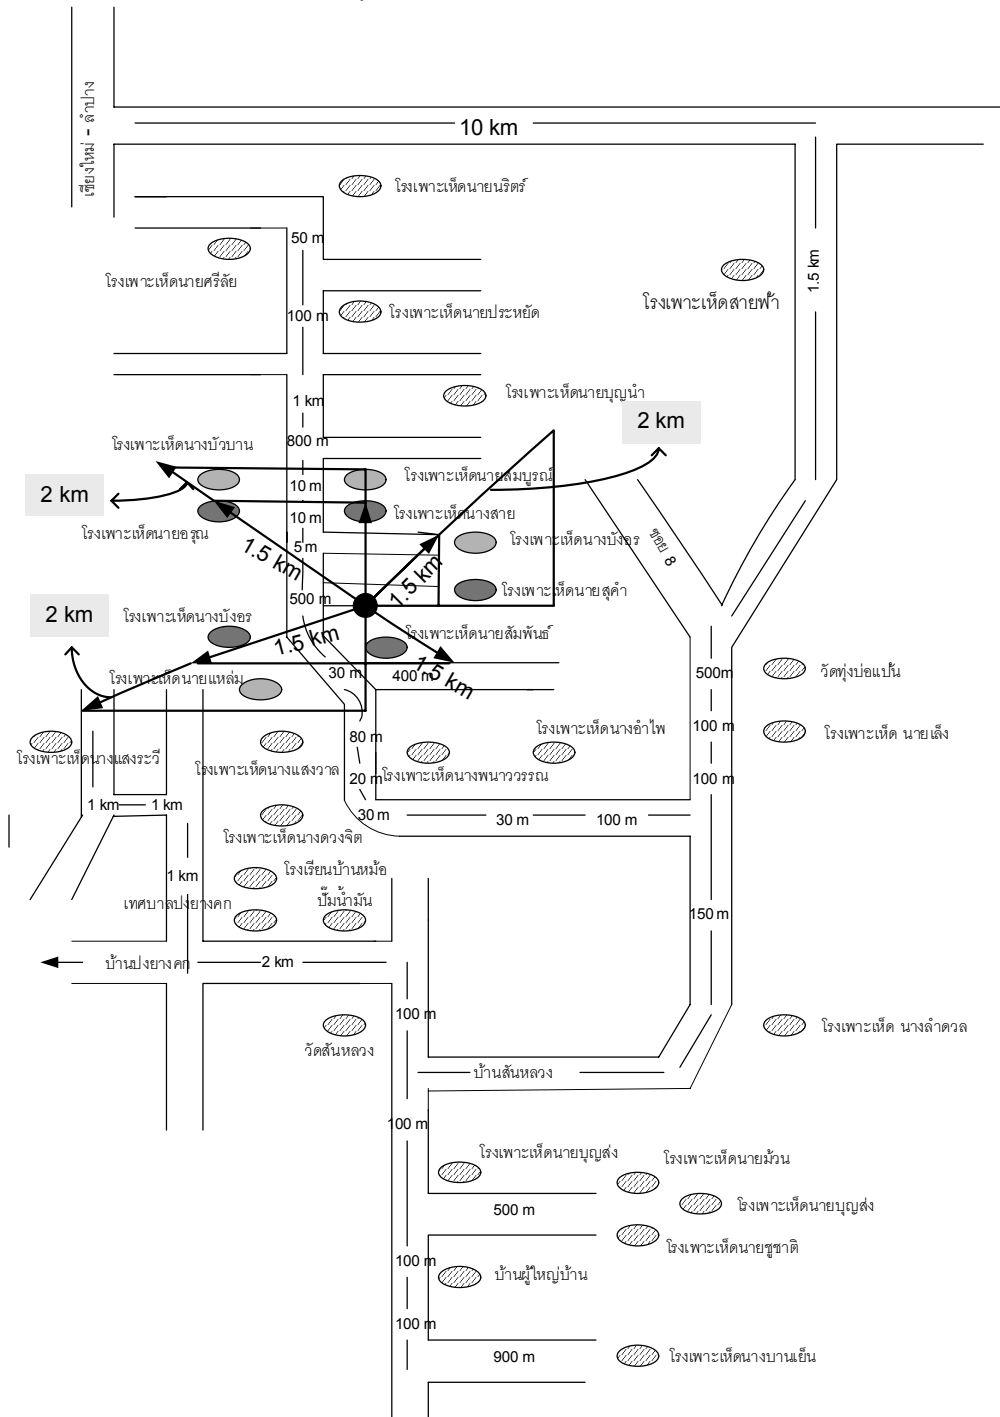 เชียงใหม่ - ลำปาง
10 km
โรงเพาะเห็ดนายนริตร์
50 m
1.5 km
โรงเพาะเห็ดนายศรีลัย
โรงเพาะเห็ดสายฟ้า
100 m
โรงเพาะเห็ดนายประหยัด
1 km
โรงเพาะเห็ดนายบุญนำ
2 km
800 m
โรงเพาะเห็ดนางบัวบาน
โรงเพาะเห็ดนายสมบูรณ์
2 km
10 m
10 m
โรงเพาะเห็ดนางสาย
โรงเพาะเห็ดนายอรุณ
5 m
1.5 km
โรงเพาะเห็ดนางบังอร
ซอย 8
1.5 km
500 m
โรงเพาะเห็ดนายสุคำ
2 km
โรงเพาะเห็ดนางบังอร
1.5 km
โรงเพาะเห็ดนายสัมพันธ์
1.5 km
30 m
400 m
โรงเพาะเห็ดนายแหล่ม
500m
วัดทุ่งบ่อแป้น
100 m
โรงเพาะเห็ด นายเล็ง
โรงเพาะเห็ดนางอำไพ
80 m
โรงเพาะเห็ดนางแสงระวี
โรงเพาะเห็ดนางแสงวาล
20 m
โรงเพาะเห็ดนางพนาววรรณ
100 m
1 km
1 km
30 m
30 m
100 m
โรงเพาะเห็ดนางดวงจิต
1 km
โรงเรียนบ้านหม้อ
เทศบาลปงยางคก
ปั๊มน้ำมัน
150 m
บ้านปงยางคก
2 km
100 m
วัดสันหลวง
โรงเพาะเห็ด นางลำดวล
บ้านสันหลวง
100 m
โรงเพาะเห็ดนายบุญส่ง
โรงเพาะเห็ดนายม้วน
500 m
โรงเพาะเห็ดนายบุญส่ง
โรงเพาะเห็ดนายชูชาติ
100 m
บ้านผู้ใหญ่บ้าน
100 m
900 m
โรงเพาะเห็ดนางบานเย็น